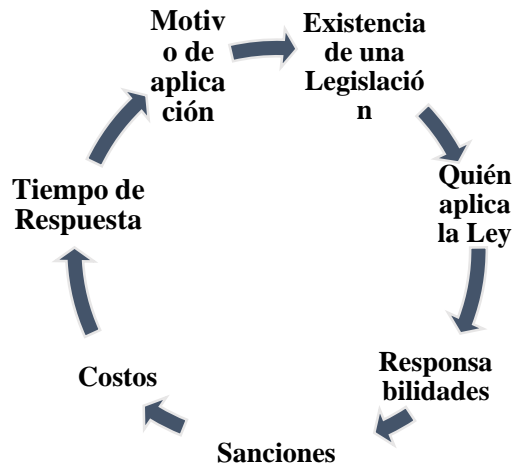 Motiv
o de
aplica
ción
Existencia
de una
Legislació
n
Quién
aplica
la Ley
Responsa
bilidades
Sanciones
Costos
Tiempo de
Respuesta